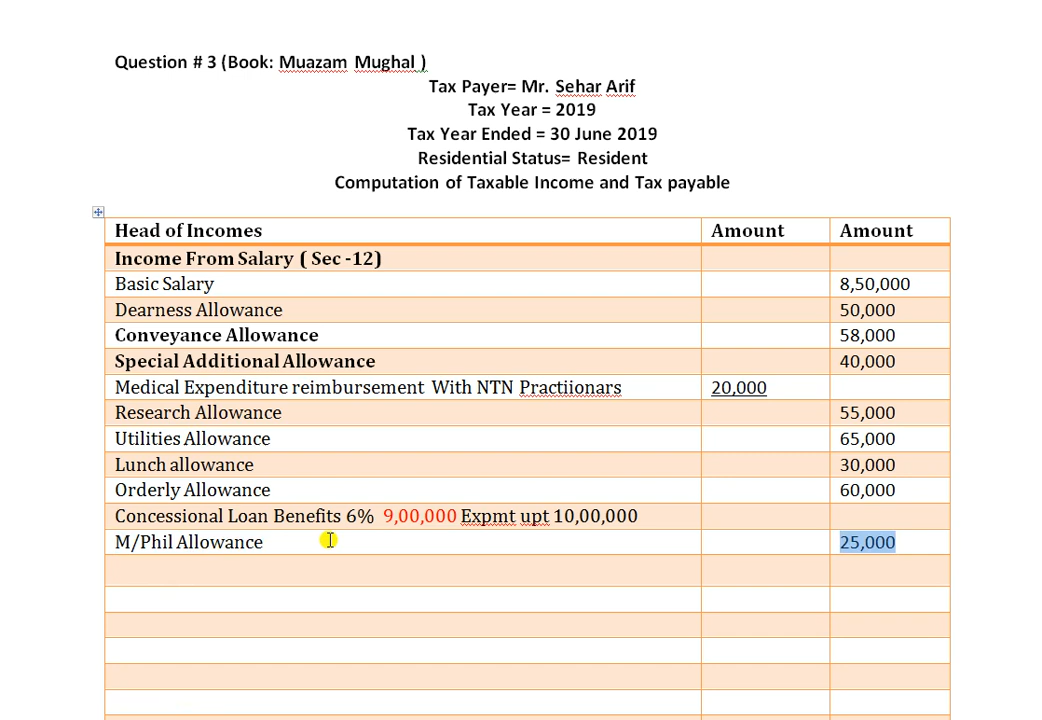 Question # 3 (Book: Muazam Mughal )
Tax Payer= Mr. Sehar Arif
Tax Year = 2019
Tax Year Ended = 30 June 2019
Residential Status= Resident
Computation of Taxable Income and Tax payable
Head of Incomes Amount Amount
Income From Salary ( Sec -12)
Basic Salary 8,50,000
Dearness Allowance 50,000
Conveyance Allowance 58,000
Special Additional Allowance 40,000
Medical Expenditure reimbursement With NTN Practiionars 20,000
Research Allowance 55,000
Utilities Allowance 65,000
Lunch allowance 30,000
Orderly Allowance 60,000
Concessional Loan Benefits 6% 9,00,000 Expmt upt 10,00,000
M/Phil Allowance 25,000